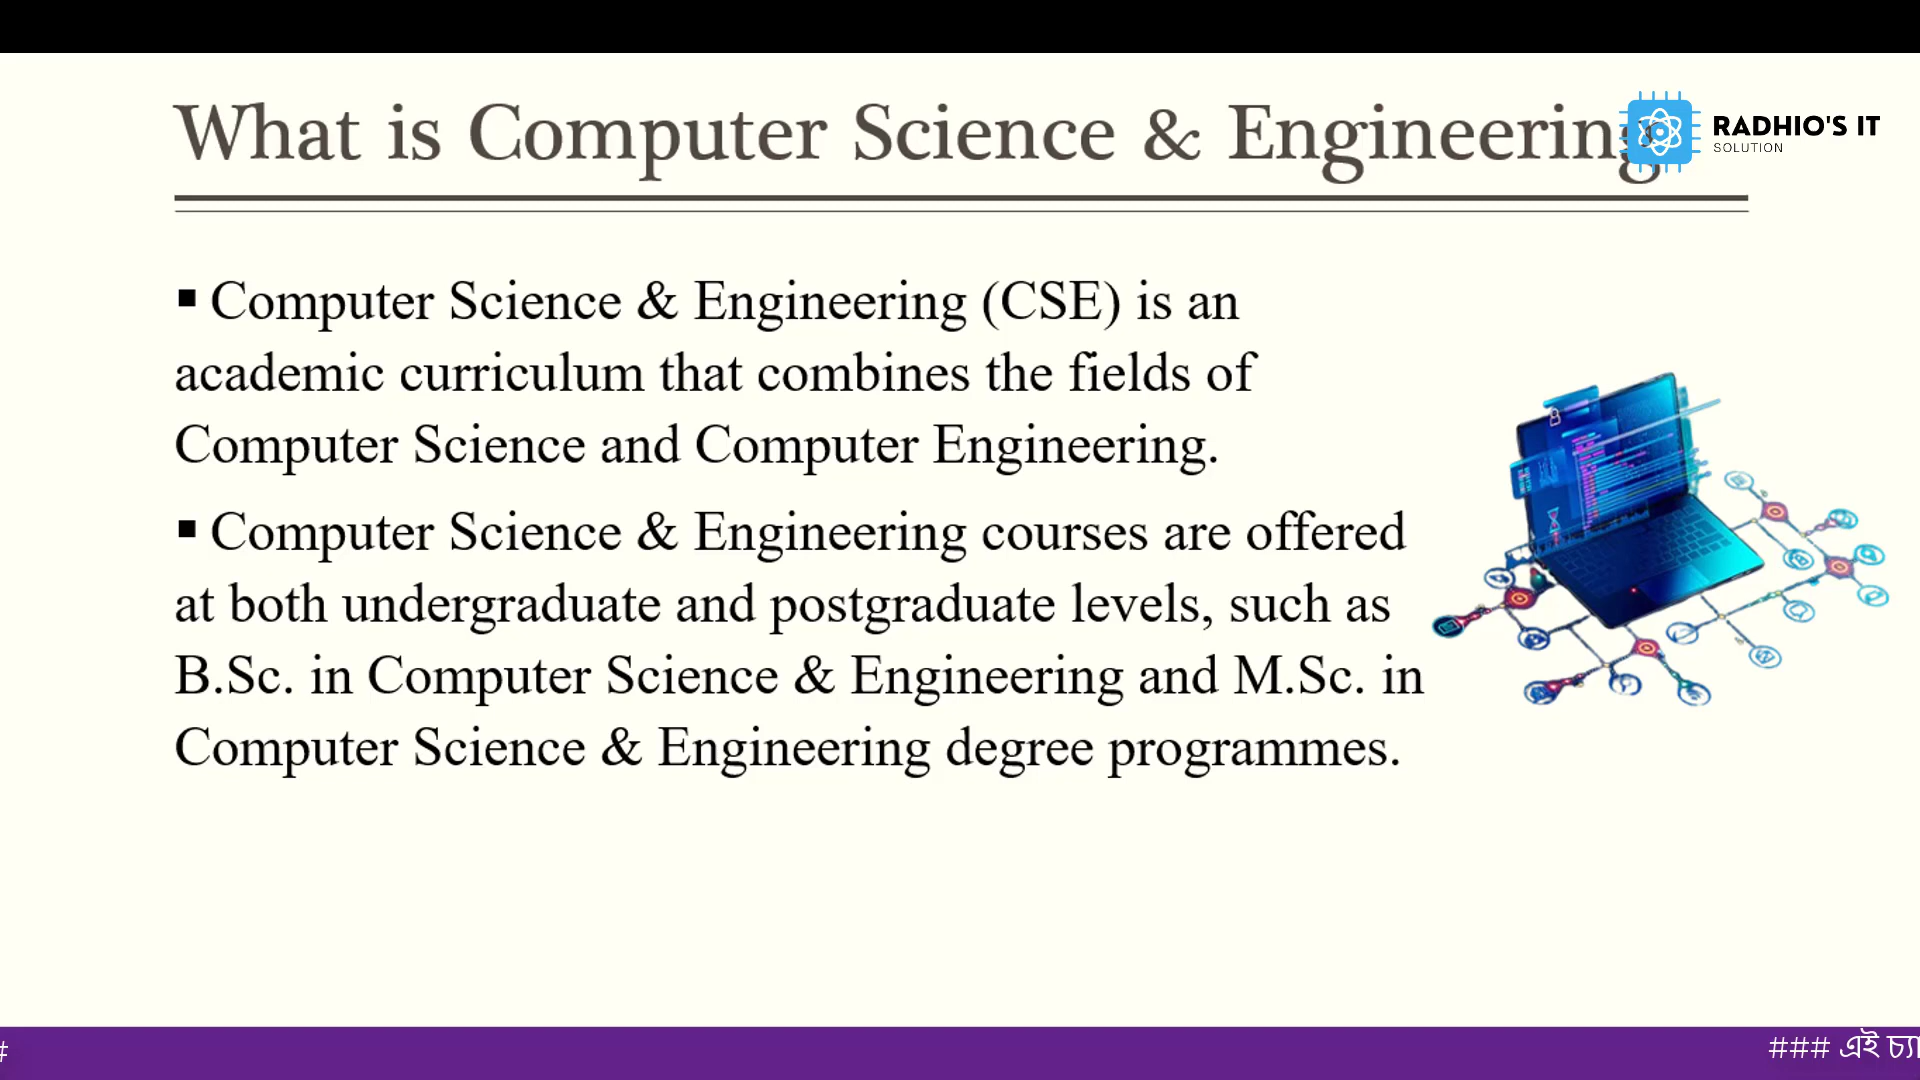 What is Computer Science & Engineering
RADHIO'S IT
SOLUTION
▪ Computer Science & Engineering (CSE) is an
academic curriculum that combines the fields of
Computer Science and Computer Engineering.
▪ Computer Science & Engineering courses are offered
at both undergraduate and postgraduate levels, such as
B.Sc. in Computer Science & Engineering and M.Sc. in
Computer Science & Engineering degree programmes.
# ### এই